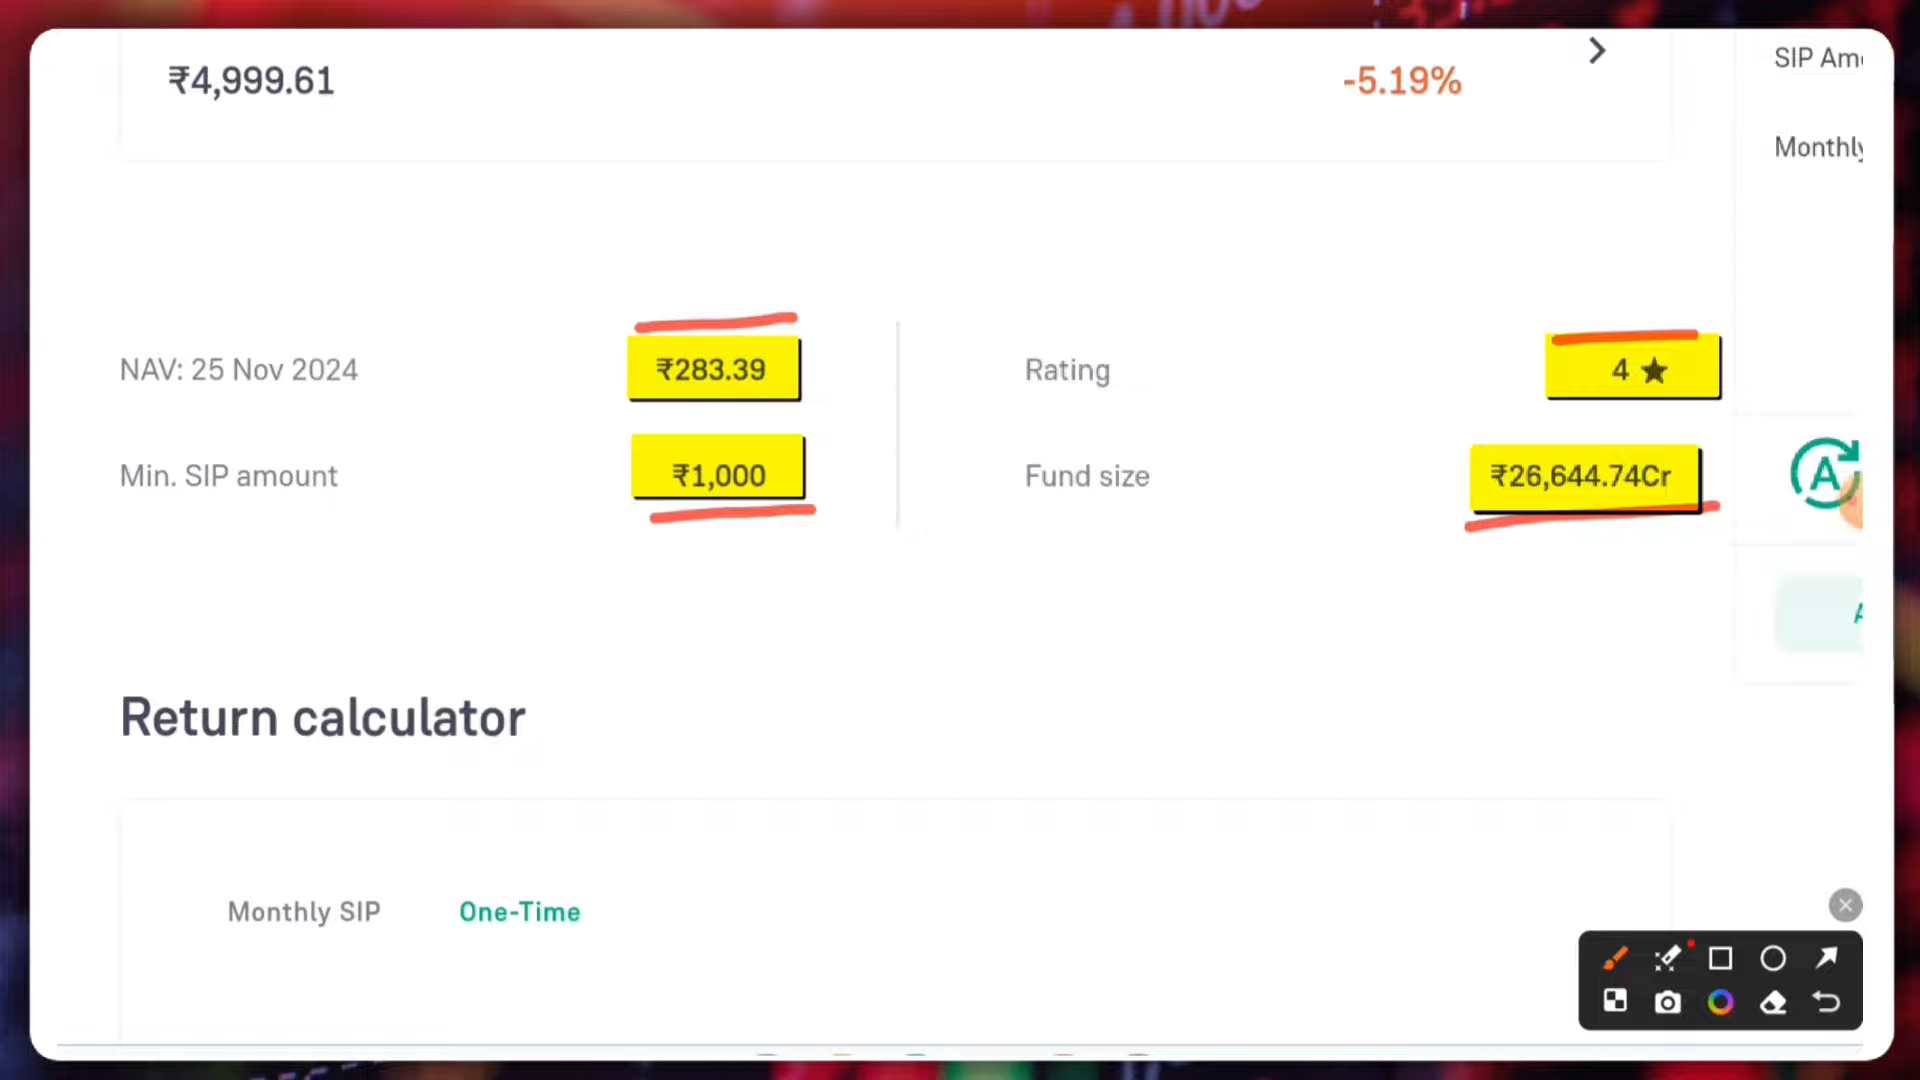 ₹4,999.61
-5.19%
SIP Am
Monthly
NAV: 25 Nov 2024
₹283.39
Rating
4 ★
Min. SIP amount
₹1,000
Fund size
₹26,644.74Cr
A
Return calculator
Monthly SIP
One-Time